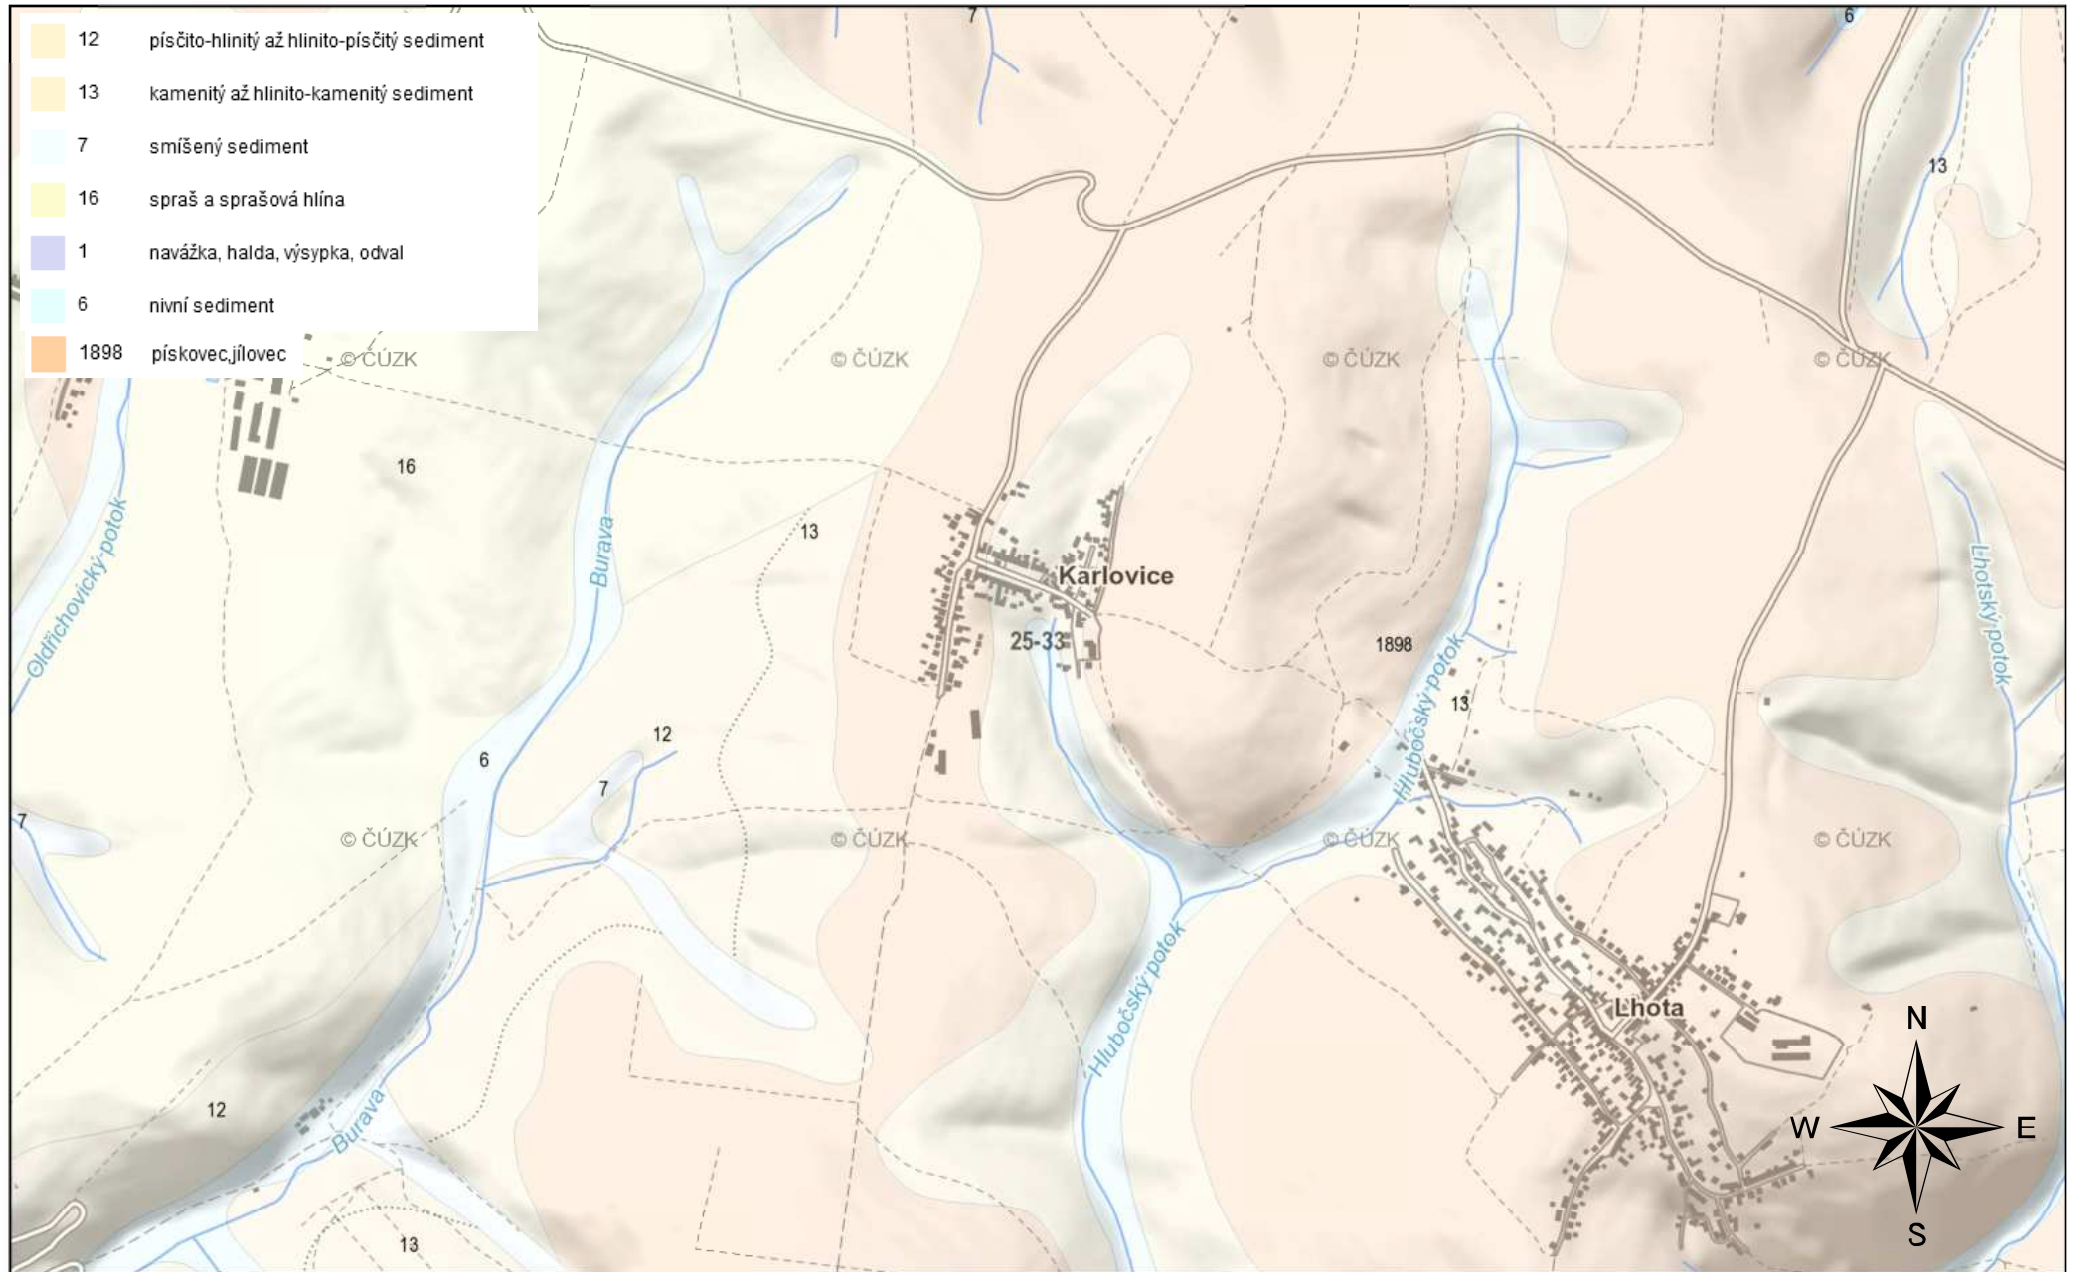 12 písčito-hlinitý až hlinito-písčitý sediment
13 kamenitý až hlinito-kamenitý sediment
7 smíšený sediment
16 spraš a sprašová hlína
1 navážka, halda, výsypka, odval
6 nivní sediment
1898 pískovec,jílovec
7
6
13
© ČÚZK
© ČÚZK
© ČÚZK
© ČÚZK
16
13
Oldřichovický potok
Burava
Karlovice
25-33
1898
Lhotský potok
Hlubočský potok
13
12
6
7
7
© ČÚZK
© ČÚZK
© ČÚZK
© ČÚZK
Hlubočský potok
Lhota
N
12
Burava
W
E
S
13